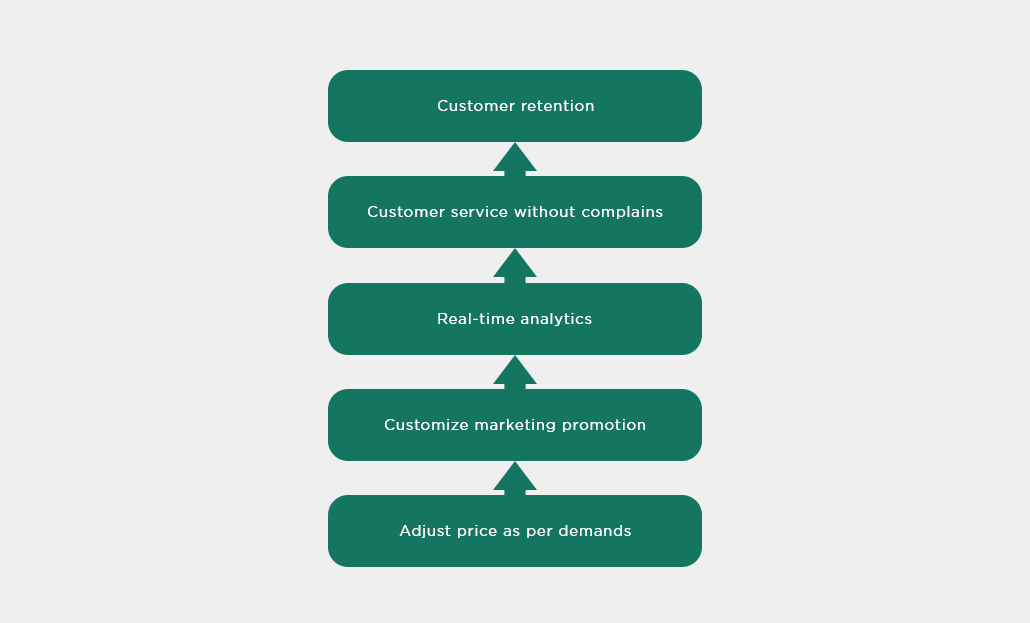 Customer retention
Customer service without complains
Real-time analytics
Customize marketing promotion
Adjust price as per demands